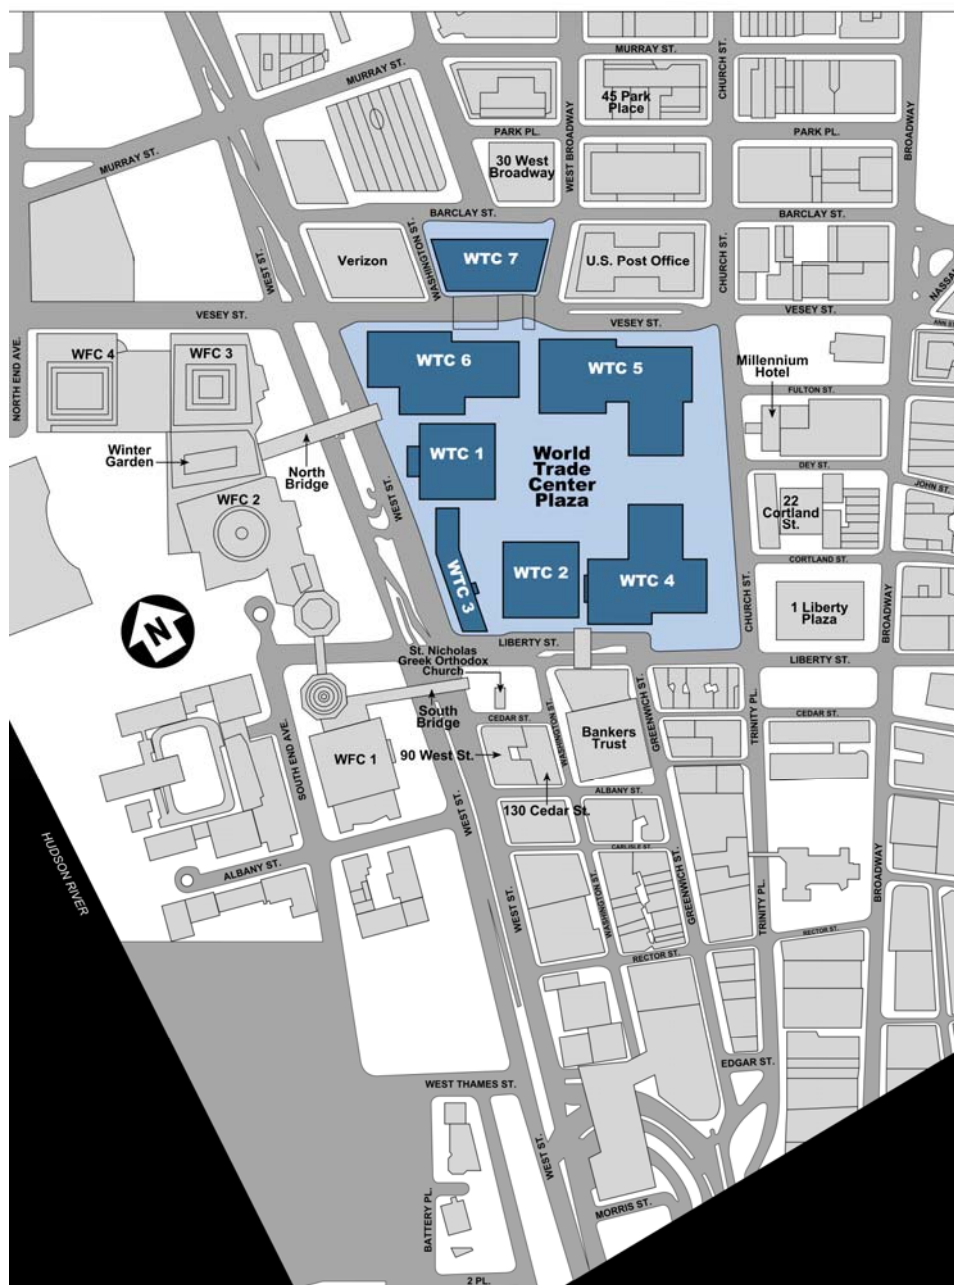 MURRAY ST.
MURRAY ST.
CHURCH ST.
45 Park
Place
PARK PL.
PARK PL.
WEST BROADWAY
BROADWAY
MURRAY ST.
30 West
Broadway
BARCLAY ST.
BARCLAY ST.
WASHINGTON ST.
WEST ST.
Verizon
WTC 7
U.S. Post Office
CHURCH ST.
NASSAU
VESEY ST.
VESEY ST.
VESEY ST.
ANN ST.
NORTH END AVE.
WFC 4
WFC 3
WTC 6
WTC 5
Millennium
Hotel
FULTON ST.
Winter
Garden
North
Bridge
WTC 1
World
Trade
Center
Plaza
DEY ST.
JOHN ST.
WFC 2
WEST ST.
22
Cortland
St.
CORTLAND ST.
WTC 3
WTC 2
WTC 4
CHURCH ST.
1 Liberty
Plaza
BROADWAY
N
LIBERTY ST.
LIBERTY ST.
St. Nicholas
Greek Orthodox
Church
South
Bridge
CEDAR ST.
CEDAR ST.
WASHINGTON ST.
GREENWICH ST.
TRINITY PL.
SOUTH END AVE.
WFC 1
90 West St.
Bankers
Trust
130 Cedar St.
ALBANY ST.
WEST ST.
CARLISLE ST.
HUDSON RIVER
ALBANY ST.
WEST ST.
WASHINGTON ST.
GREENWICH ST.
TRINITY PL.
BROADWAY
RECTOR ST.
RECTOR ST.
EDGAR ST.
WEST THAMES ST.
WEST ST.
BATTERY PL.
MORRIS ST.
2 PL.